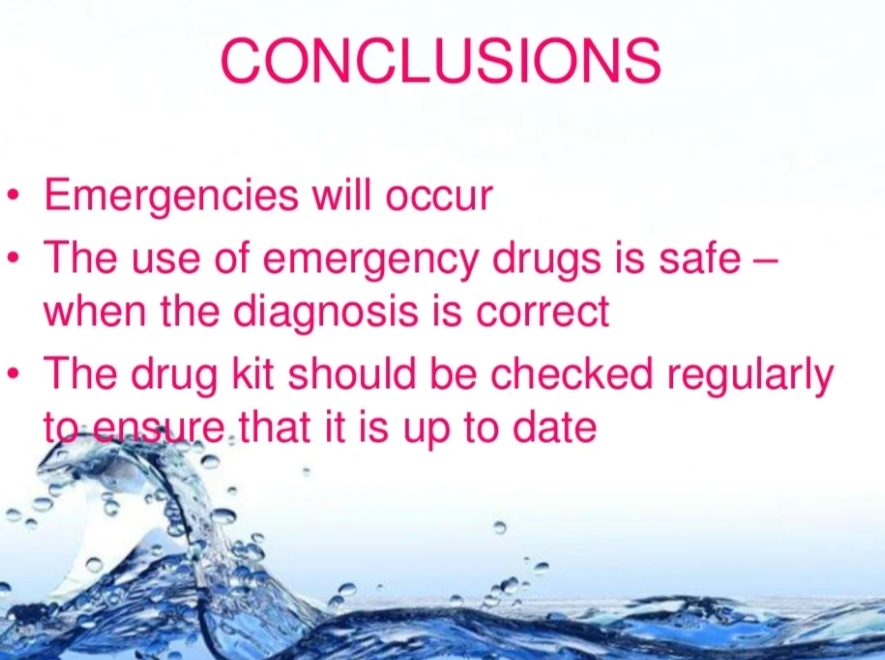 CONCLUSIONS
• Emergencies will occur
• The use of emergency drugs is safe –
when the diagnosis is correct
• The drug kit should be checked regularly
to ensure that it is up to date